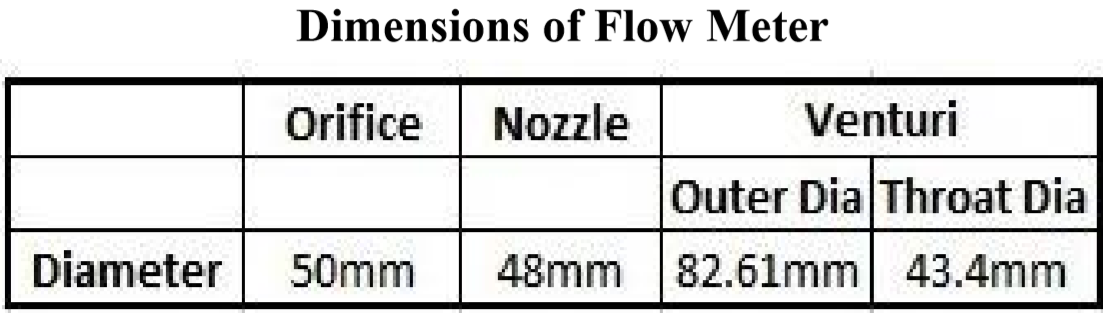 Dimensions of Flow Meter
Orifice Nozzle Venturi
Outer Dia Throat Dia
Diameter 50mm 48mm 82.61mm 43.4mm